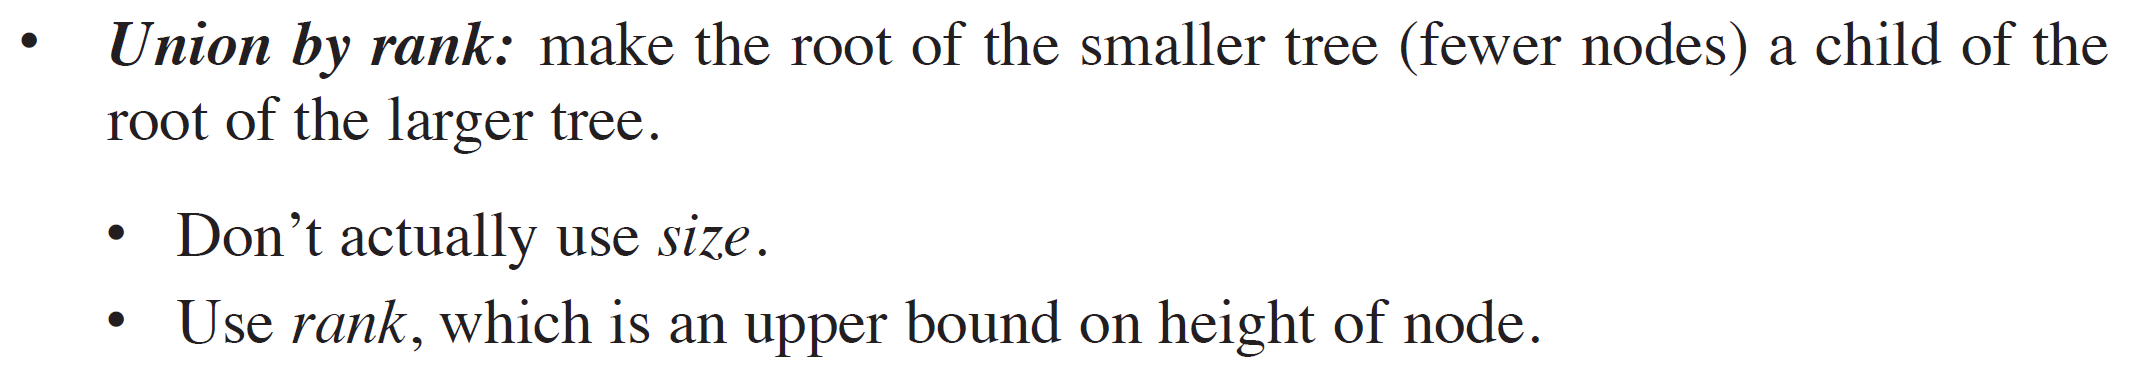 • Union by rank: make the root of the smaller tree (fewer nodes) a child of the
root of the larger tree.
• Don’t actually use size.
• Use rank, which is an upper bound on height of node.